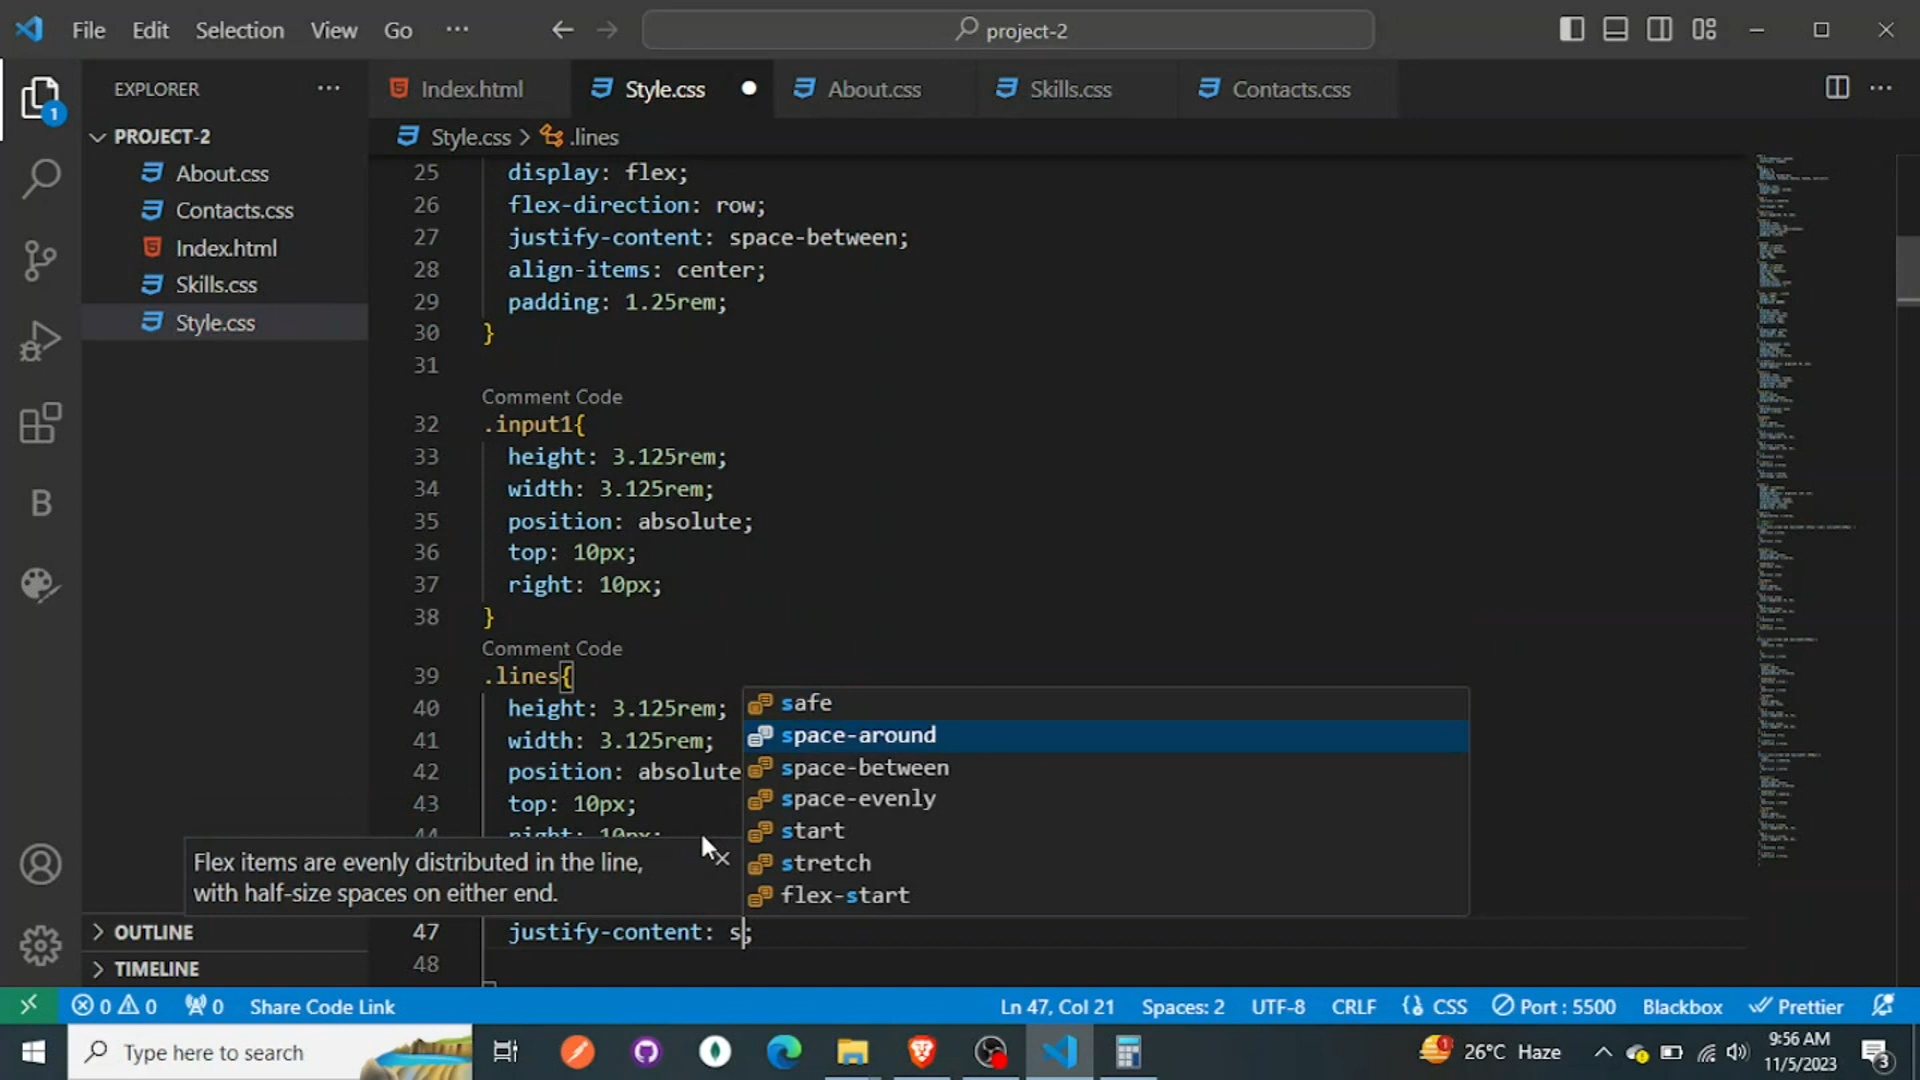 File Edit Selection View Go ··· project-2
EXPLORER ···
Index.html Style.css About.css Skills.css Contacts.css ···
PROJECT-2
About.css
Contacts.css
Index.html
Skills.css
Style.css
OUTLINE
TIMELINE
1
B
Style.css > .lines
25 display: flex;
26 flex-direction: row;
27 justify-content: space-between;
28 align-items: center;
29 padding: 1.25rem;
30 }
31
Comment Code
32 .input1{
33 height: 3.125rem;
34 width: 3.125rem;
35 position: absolute;
36 top: 10px;
37 right: 10px;
38 }
Comment Code
39 .lines{
40 height: 3.125rem;
41 width: 3.125rem;
42 position: absolute
43 top: 10px;
44 right: 10px;
safe
space-around
space-between
space-evenly
start
stretch
flex-start
Flex items are evenly distributed in the line,
with half-size spaces on either end.
47 justify-content: s;
48
0 0 0 Share Code Link Ln 47, Col 21 Spaces: 2 UTF-8 CRLF CSS Port : 5500 Blackbox Prettier
Type here to search 1 26°C Haze 9:56 AM
11/5/2023 3